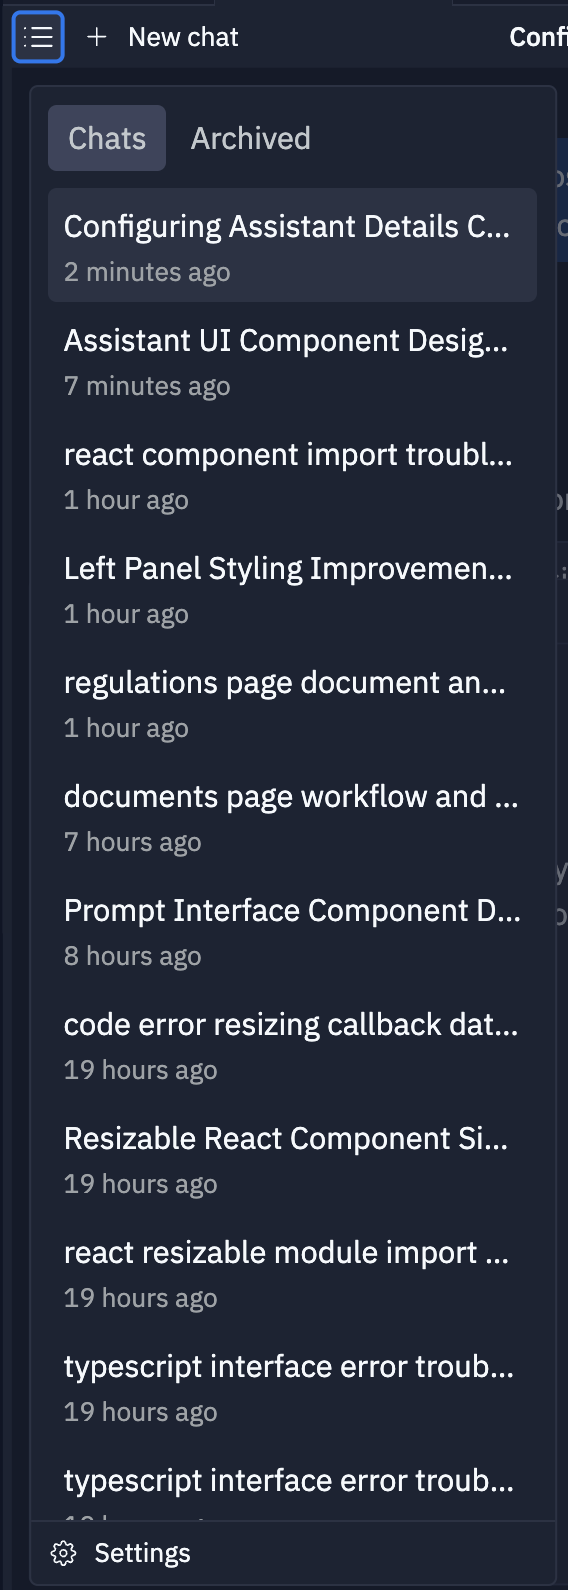 New chat
Confi
Chats Archived
Configuring Assistant Details C...
2 minutes ago
Assistant UI Component Desig...
7 minutes ago
react component import troubl...
1 hour ago
Left Panel Styling Improvemen...
1 hour ago
regulations page document an...
1 hour ago
documents page workflow and ...
7 hours ago
Prompt Interface Component D...
8 hours ago
code error resizing callback dat...
19 hours ago
Resizable React Component Si...
19 hours ago
react resizable module import ...
19 hours ago
typescript interface error troub...
19 hours ago
typescript interface error troub...
Settings